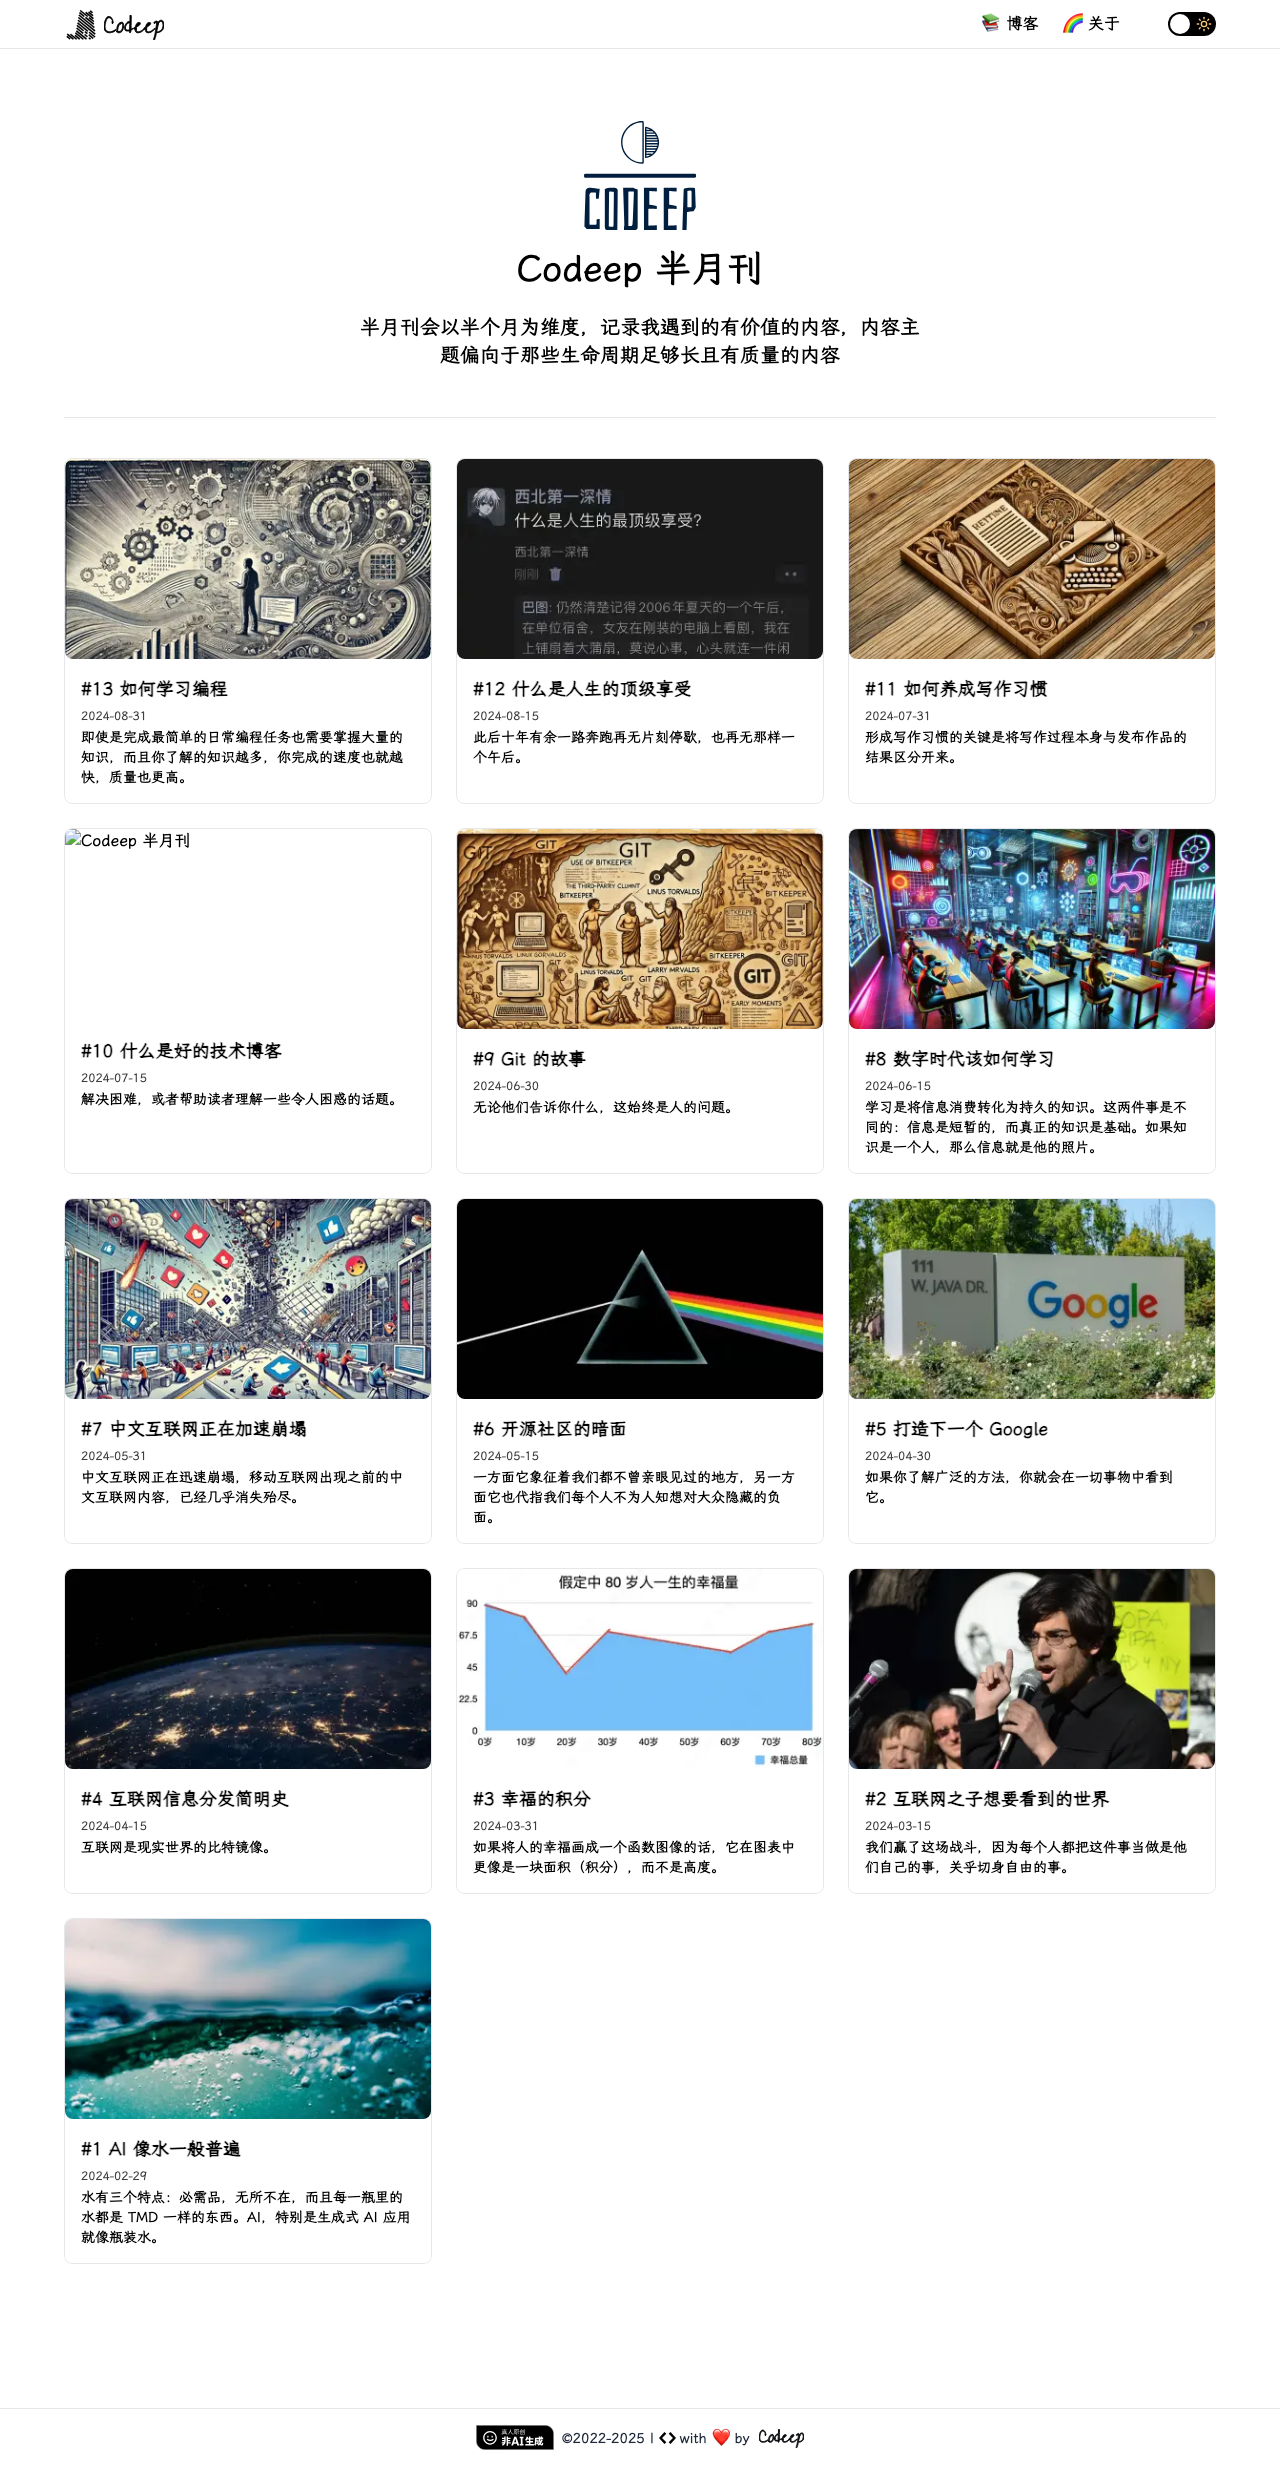 Codeep
📚 博客
🌈 关于
CODEEP
Codeep 半月刊
半月刊会以半个月为维度，记录我遇到的有价值的内容，内容主
题偏向于那些生命周期足够长且有质量的内容
#13 如何学习编程
2024-08-31
即使是完成最简单的日常编程任务也需要掌握大量的
知识，而且你了解的知识越多，你完成的速度也就越
快，质量也更高。
西北第一深情
什么是人生的最顶级享受？
西北第一深情
刚刚
巴图: 仍然清楚记得2006年夏天的一个午后，
在单位宿舍，女友在刚装的电脑上看剧，我在
上铺扇着大蒲扇，莫说心事，心头就连一件闲
#12 什么是人生的顶级享受
2024-08-15
此后十年有余一路奔跑再无片刻停歇，也再无那样一
个午后。
#11 如何养成写作习惯
2024-07-31
形成写作习惯的关键是将写作过程本身与发布作品的
结果区分开来。
Codeep 半月刊
#10 什么是好的技术博客
2024-07-15
解决困难，或者帮助读者理解一些令人困惑的话题。
GIT
GIT
GIT
USE OF BITKEEPER
LINUS TORVALDS
BITKEEPER
BIT KEEPER
LINUS TORVALDS
GIT GIT
BITKEEPER
GIT
GIT
GIT
EARLY MOMENTS
#9 Git 的故事
2024-06-30
无论他们告诉你什么，这始终是人的问题。
#8 数字时代该如何学习
2024-06-15
学习是将信息消费转化为持久的知识。这两件事是不
同的：信息是短暂的，而真正的知识是基础。如果知
识是一个人，那么信息就是他的照片。
#7 中文互联网正在加速崩塌
2024-05-31
中文互联网正在迅速崩塌，移动互联网出现之前的中
文互联网内容，已经几乎消失殆尽。
#6 开源社区的暗面
2024-05-15
一方面它象征着我们都不曾亲眼见过的地方，另一方
面它也代指我们每个人不为人知想对大众隐藏的负
面。
111
W. JAVA DR.
Google
#5 打造下一个 Google
2024-04-30
如果你了解广泛的方法，你就会在一切事物中看到
它。
#4 互联网信息分发简明史
2024-04-15
互联网是现实世界的比特镜像。
假定中 80 岁人一生的幸福量
90
67.5
45
22.5
0
0岁 10岁 20岁 30岁 40岁 50岁 60岁 70岁 80岁
幸福总量
#3 幸福的积分
2024-03-31
如果将人的幸福画成一个函数图像的话，它在图表中
更像是一块面积（积分），而不是高度。
#2 互联网之子想要看到的世界
2024-03-15
我们赢了这场战斗，因为每个人都把这件事当做是他
们自己的事，关乎切身自由的事。
#1 AI 像水一般普遍
2024-02-29
水有三个特点：必需品，无所不在，而且每一瓶里的
水都是 TMD 一样的东西。AI，特别是生成式 AI 应用
就像瓶装水。
真人原创
非AI生成
©2022-2025 | <> with ❤️ by Codeep